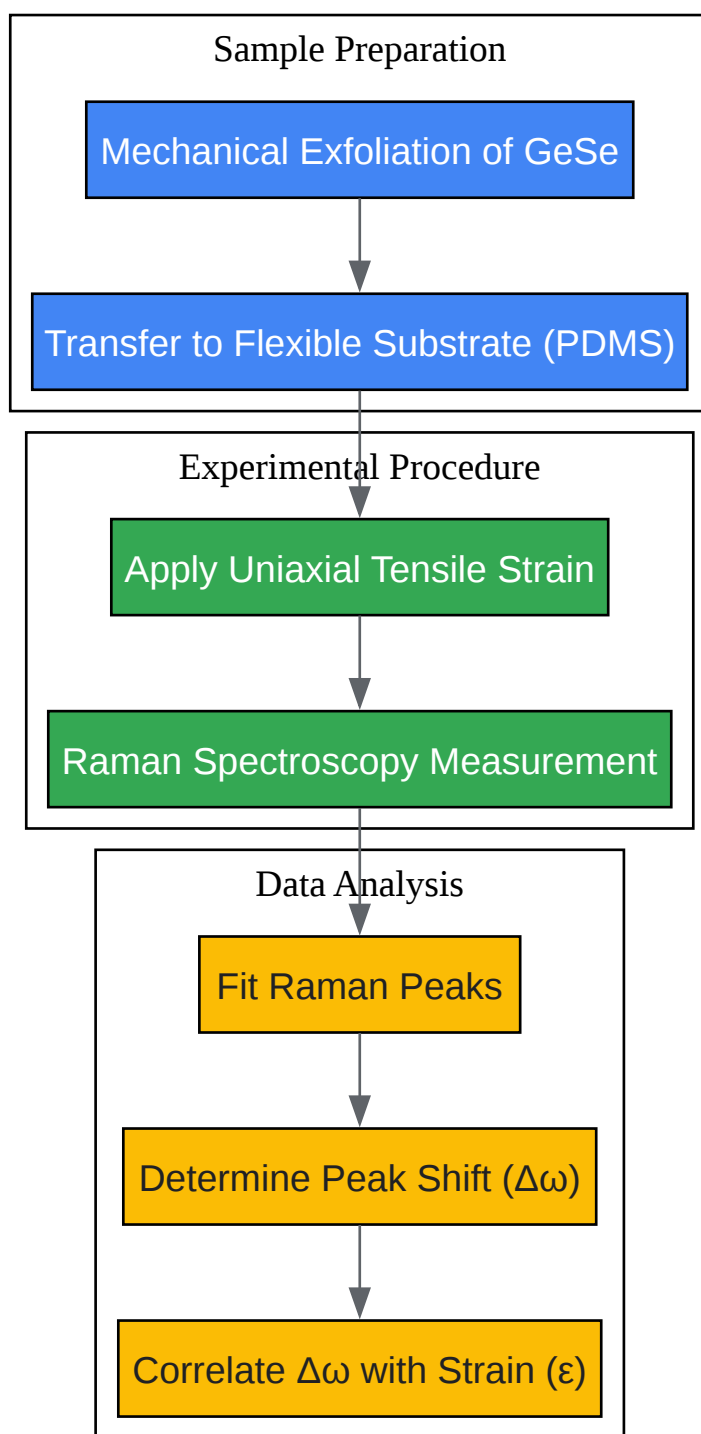 Sample Preparation
Mechanical Exfoliation of GeSe
Transfer to Flexible Substrate (PDMS)
Experimental Procedure
Apply Uniaxial Tensile Strain
Raman Spectroscopy Measurement
Data Analysis
Fit Raman Peaks
Determine Peak Shift (Δω)
Correlate Δω with Strain (ε)